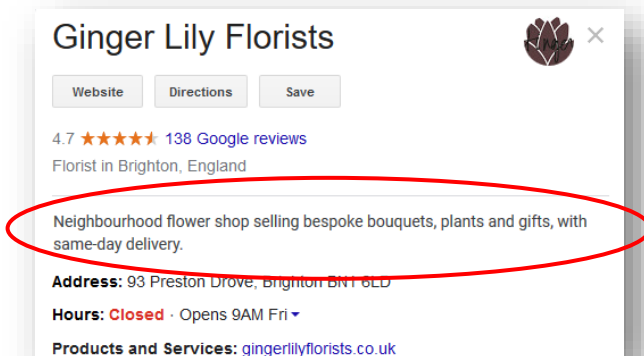 Ginger Lily Florists
Website Directions Save
4.7 138 Google reviews
Florist in Brighton, England
Neighbourhood flower shop selling bespoke bouquets, plants and gifts, with
same-day delivery.
Address: 93 Preston Drove, Brighton BN1 6LD
Hours: Closed · Opens 9AM Fri
Products and Services: gingerlilyflorists.co.uk